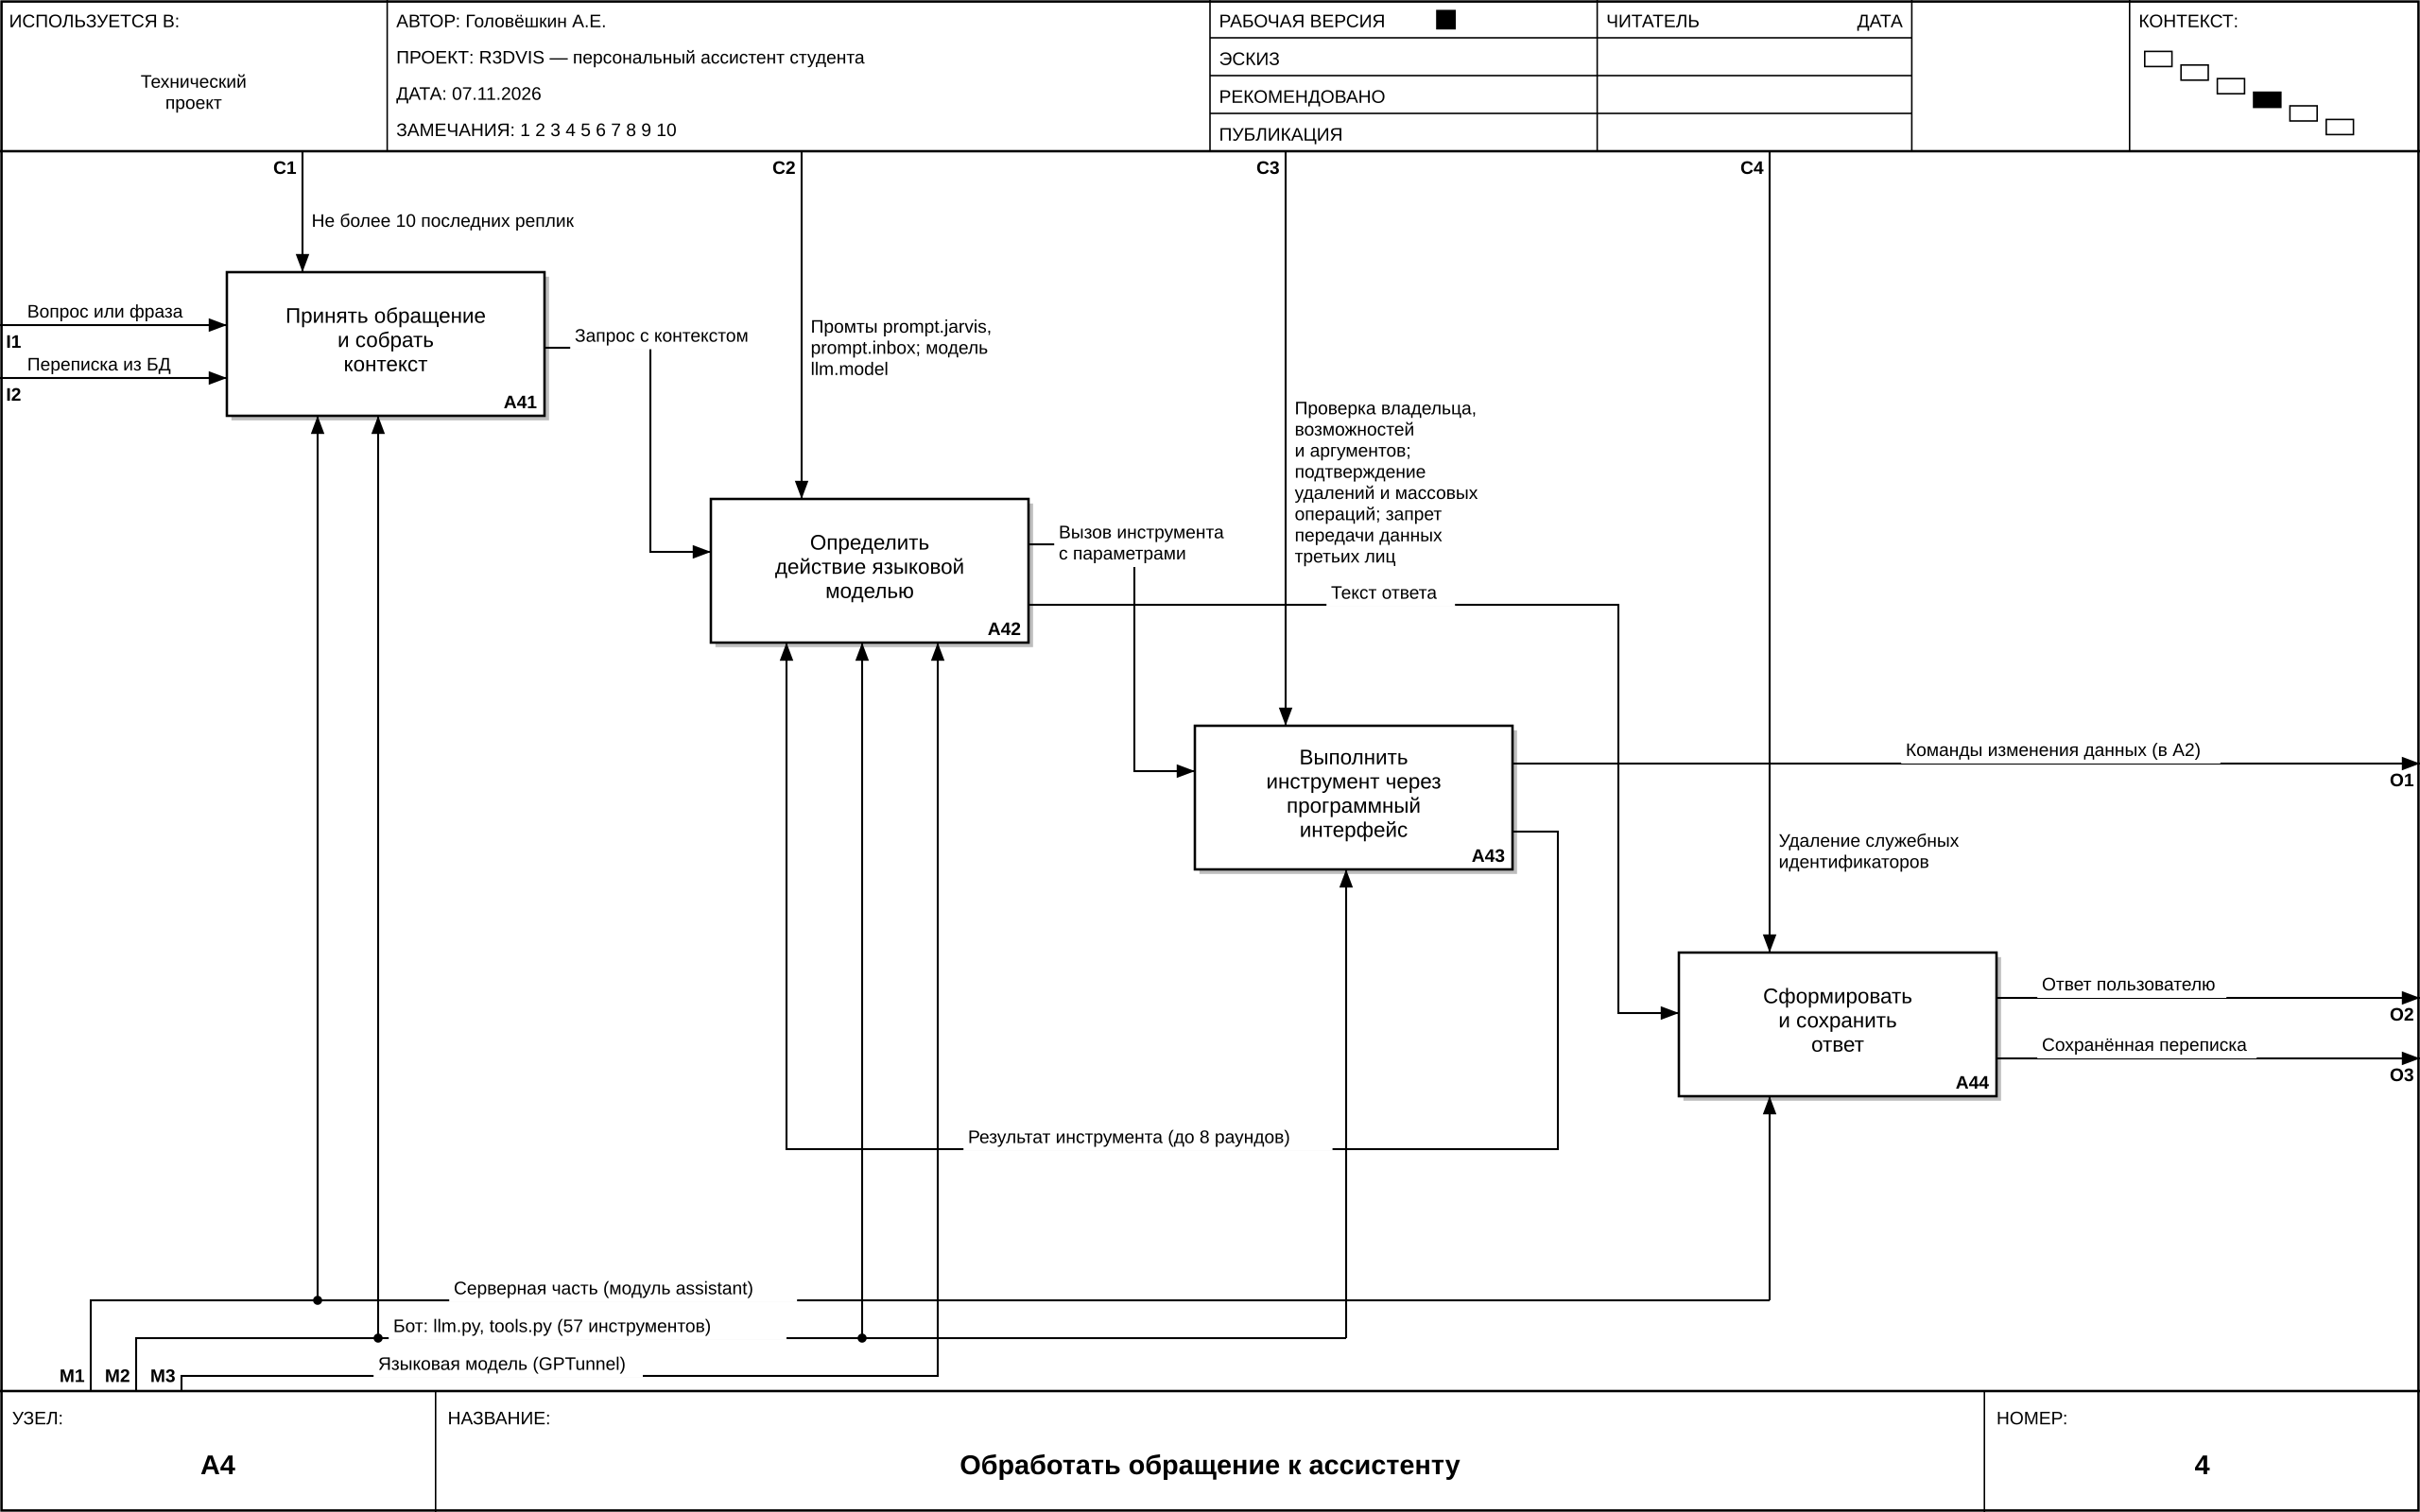 ИСПОЛЬЗУЕТСЯ В:
Технический
проект
АВТОР: Головёшкин А.Е.
ПРОЕКТ: R3DVIS — персональный ассистент студента
ДАТА: 07.11.2026
ЗАМЕЧАНИЯ: 1 2 3 4 5 6 7 8 9 10
РАБОЧАЯ ВЕРСИЯ
ЭСКИЗ
РЕКОМЕНДОВАНО
ПУБЛИКАЦИЯ
ЧИТАТЕЛЬ ДАТА
КОНТЕКСТ:
C1
C2
C3
C4
Не более 10 последних реплик
Вопрос или фраза
I1
Переписка из БД
I2
Принять обращение
и собрать
контекст
A41
Запрос с контекстом
Промты prompt.jarvis,
prompt.inbox; модель
llm.model
Проверка владельца,
возможностей
и аргументов;
подтверждение
удалений и массовых
операций; запрет
передачи данных
третьих лиц
Определить
действие языковой
моделью
A42
Вызов инструмента
с параметрами
Текст ответа
Выполнить
инструмент через
программный
интерфейс
A43
Команды изменения данных (в А2)
O1
Удаление служебных
идентификаторов
Сформировать
и сохранить
ответ
A44
Ответ пользователю
O2
Сохранённая переписка
O3
Результат инструмента (до 8 раундов)
Серверная часть (модуль assistant)
Бот: llm.py, tools.py (57 инструментов)
Языковая модель (GPTunnel)
M1
M2
M3
УЗЕЛ:
A4
НАЗВАНИЕ:
Обработать обращение к ассистенту
НОМЕР:
4